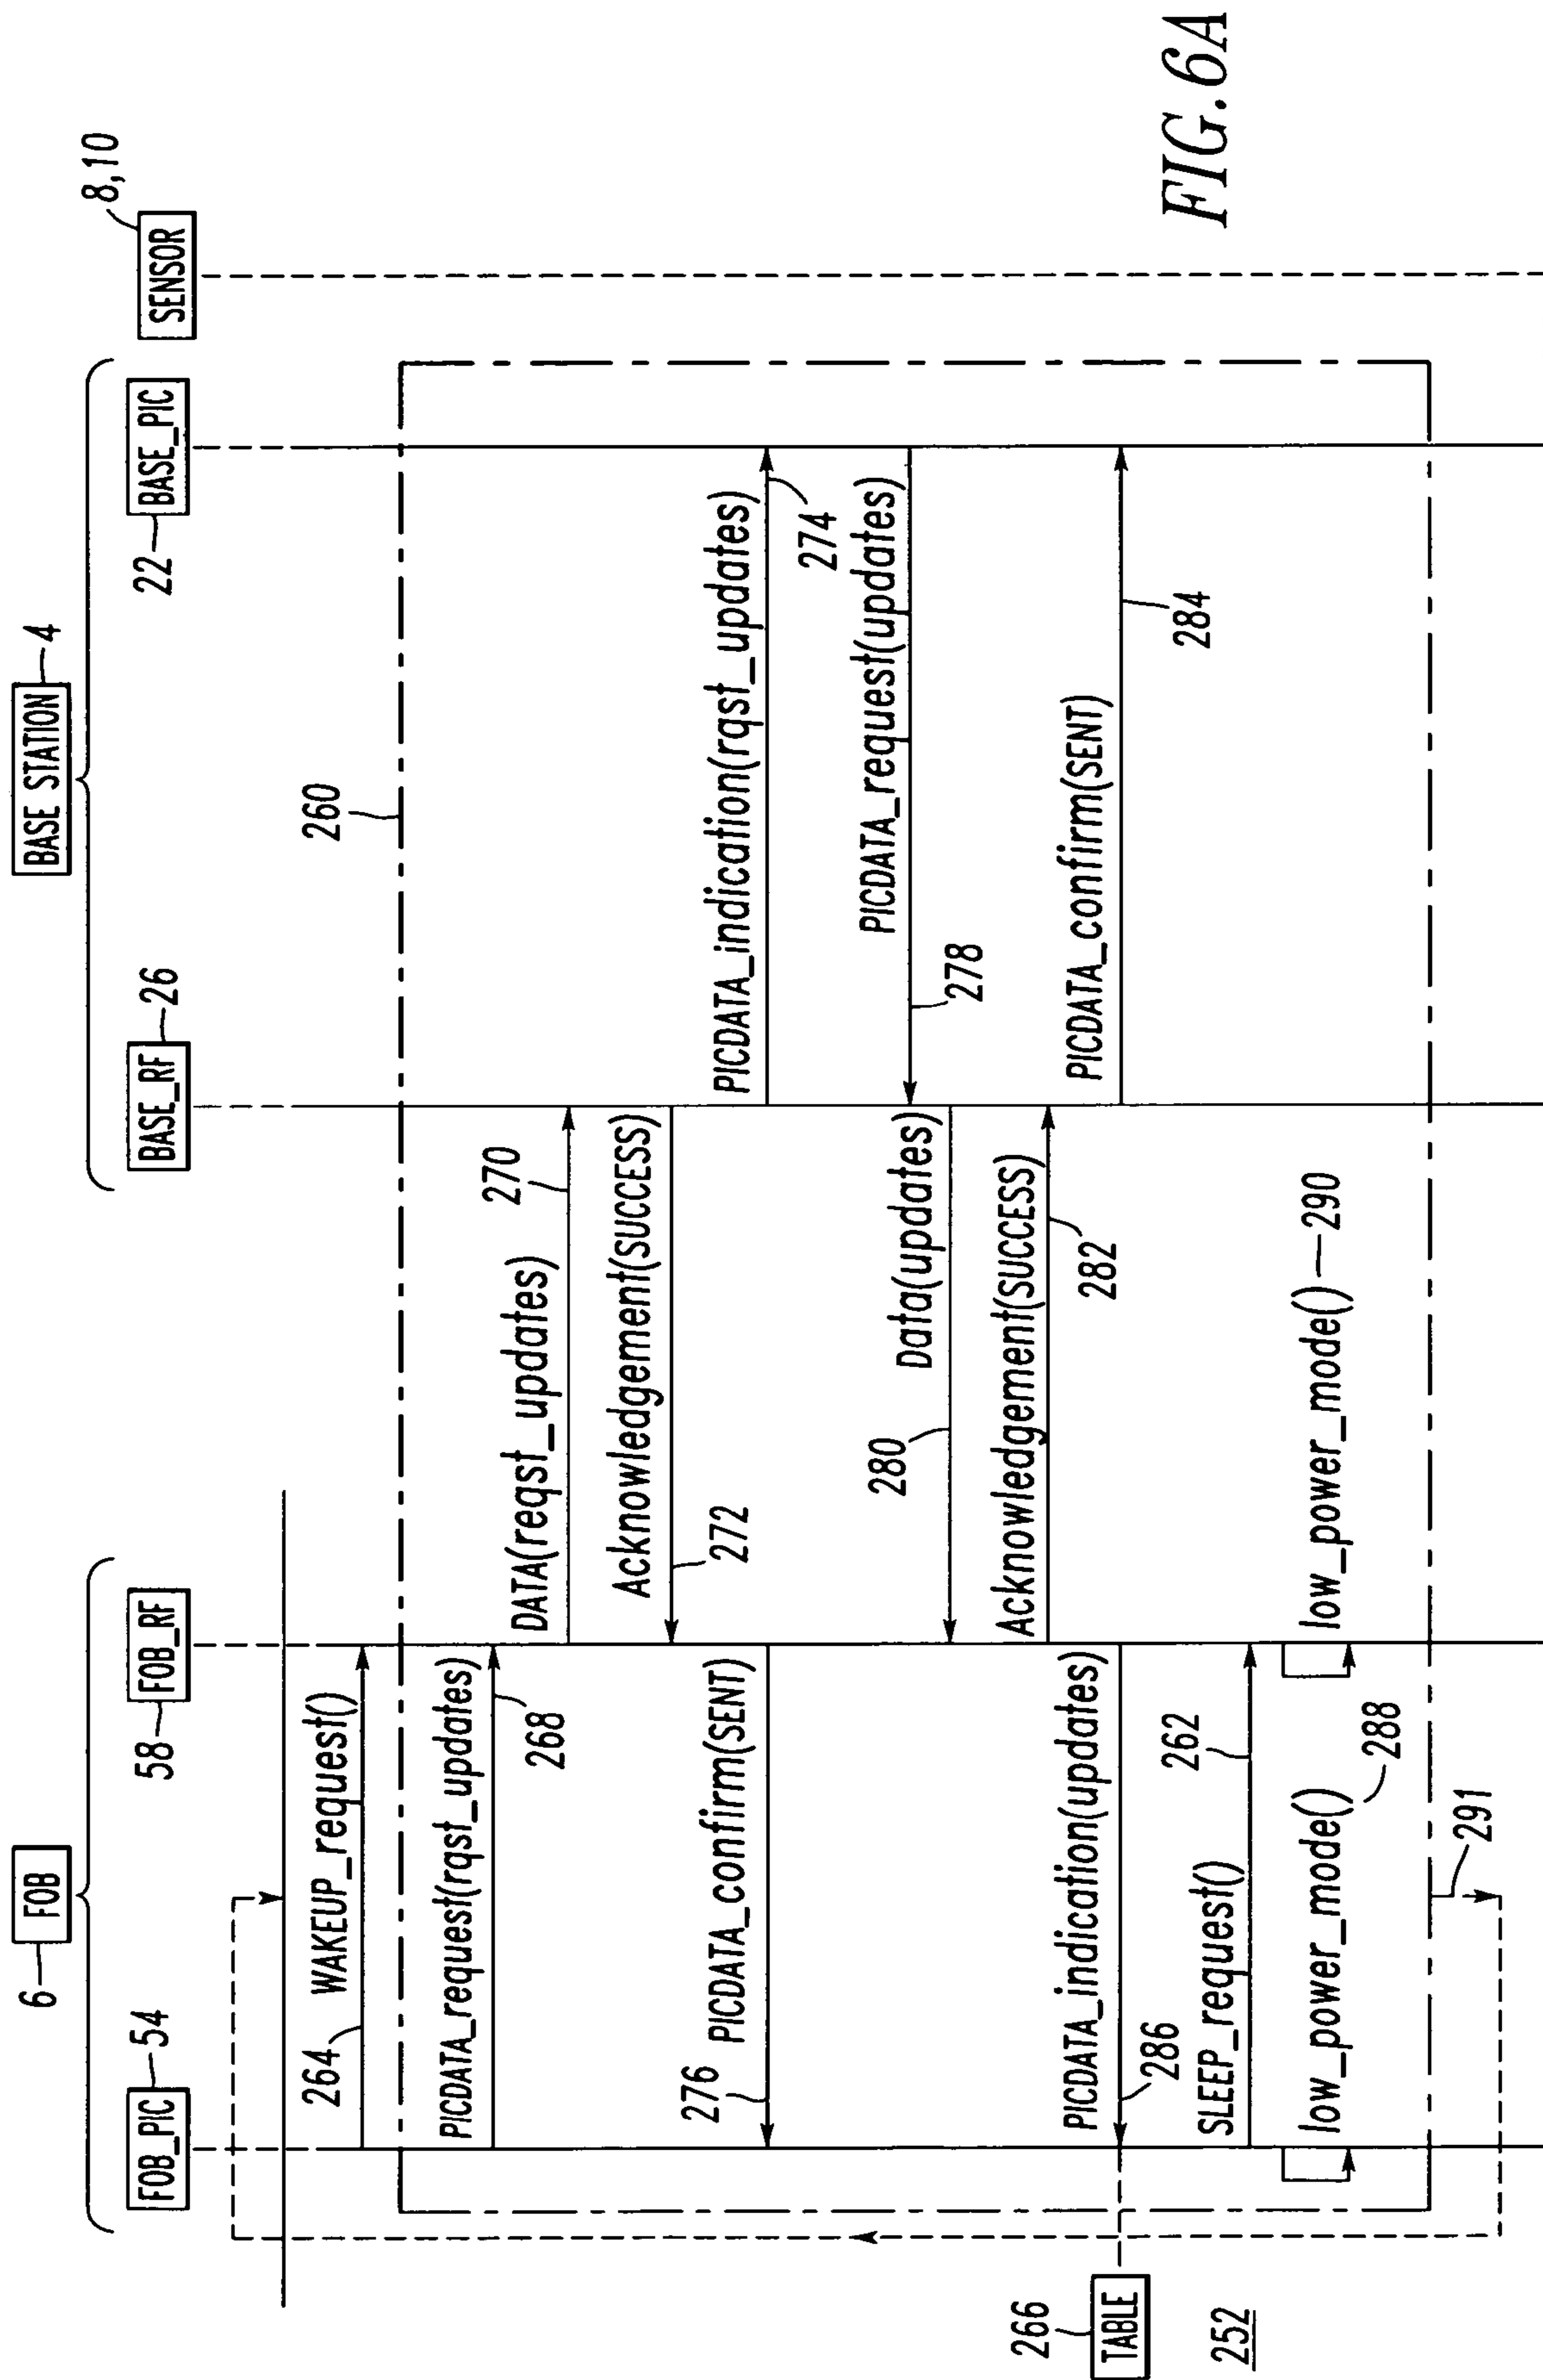 BASE STATION 4
6 FOB
FOB_PIC 54
58 FOB_RF
BASE_RF 26
22 BASE_PIC
SENSOR 8,10
264 WAKEUP_request()
260
PICDATA_request(rqst_updates)
268
DATA(reqst_updates) 270
Acknowledgement(SUCCESS)
272
276 PICDATA_confirm(SENT)
PICDATA_indication(rqst_updates)
274
PICDATA_request(updates)
278
280 Data(updates)
Acknowledgement(SUCCESS)
282
PICDATA_confirm(SENT)
284
266 TABLE
PICDATA_indication(updates)
286
SLEEP_request() 262
low_power_mode() 288
low_power_mode() 290
291
252
FIG.6A